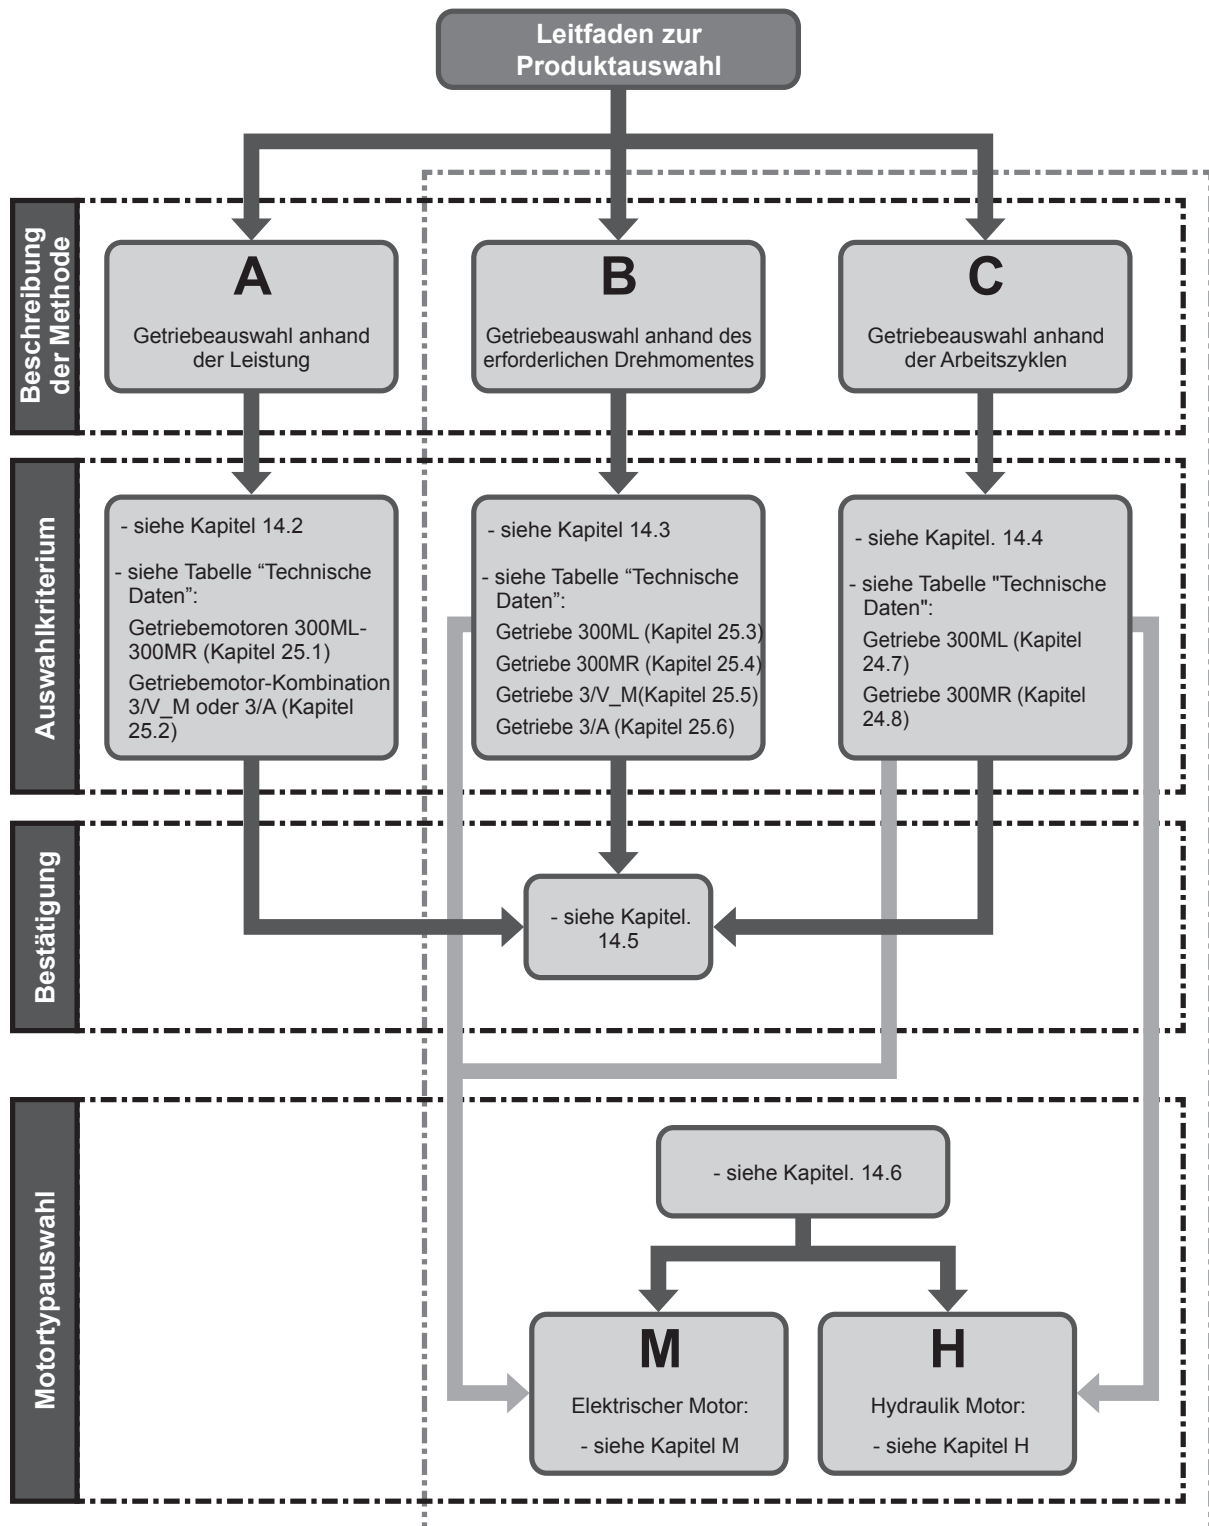 Leitfaden zur
Produktauswahl
Beschreibung
der Methode
A
Getriebeauswahl anhand
der Leistung
B
Getriebeauswahl anhand des
erforderlichen Drehmomentes
C
Getriebeauswahl anhand
der Arbeitszyklen
Auswahlkriterium
- siehe Kapitel 14.2
- siehe Tabelle “Technische
Daten”:
Getriebemotoren 300ML-
300MR (Kapitel 25.1)
Getriebemotor-Kombination
3/V_M oder 3/A (Kapitel
25.2)
- siehe Kapitel 14.3
- siehe Tabelle “Technische
Daten”:
Getriebe 300ML (Kapitel 25.3)
Getriebe 300MR (Kapitel 25.4)
Getriebe 3/V_M(Kapitel 25.5)
Getriebe 3/A (Kapitel 25.6)
- siehe Kapitel. 14.4
- siehe Tabelle "Technische
Daten":
Getriebe 300ML (Kapitel
24.7)
Getriebe 300MR (Kapitel
24.8)
Bestätigung
- siehe Kapitel.
14.5
Motortypauswahl
- siehe Kapitel. 14.6
M
Elektrischer Motor:
- siehe Kapitel M
H
Hydraulik Motor:
- siehe Kapitel H